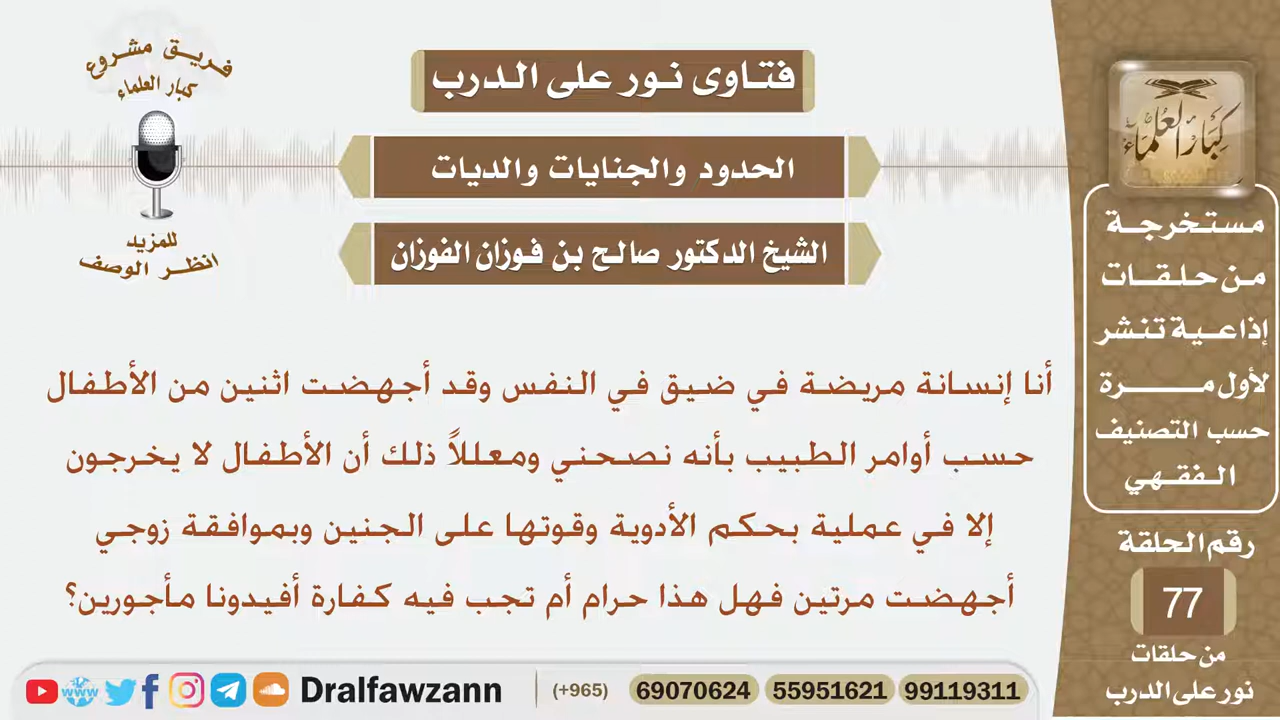 فريق مشروع
كبار العلماء
للمزيد
انظر الوصف
فتاوى نور على الدرب
الحدود والجنايات والديات
الشيخ الدكتور صالح بن فوزان الفوزان
أنا إنسانة مريضة في ضيق في النفس وقد أجهضت اثنين من الأطفال
حسب أوامر الطبيب بأنه نصحني ومعللاً ذلك أن الأطفال لا يخرجون
إلا في عملية بحكم الأدوية وقوتها على الجنين وبموافقة زوجي
أجهضت مرتين فهل هذا حرام أم تجب فيه كفارة أفيدونا مأجورين؟
كبار العلماء
مستخرجة
من حلقات
إذاعية تنشر
لأول مرة
حسب التصنيف
الفقهي
رقم الحلقة
77
من حلقات
نور على الدرب
www
Dralfawzann
(+965)
69070624
55951621
99119311